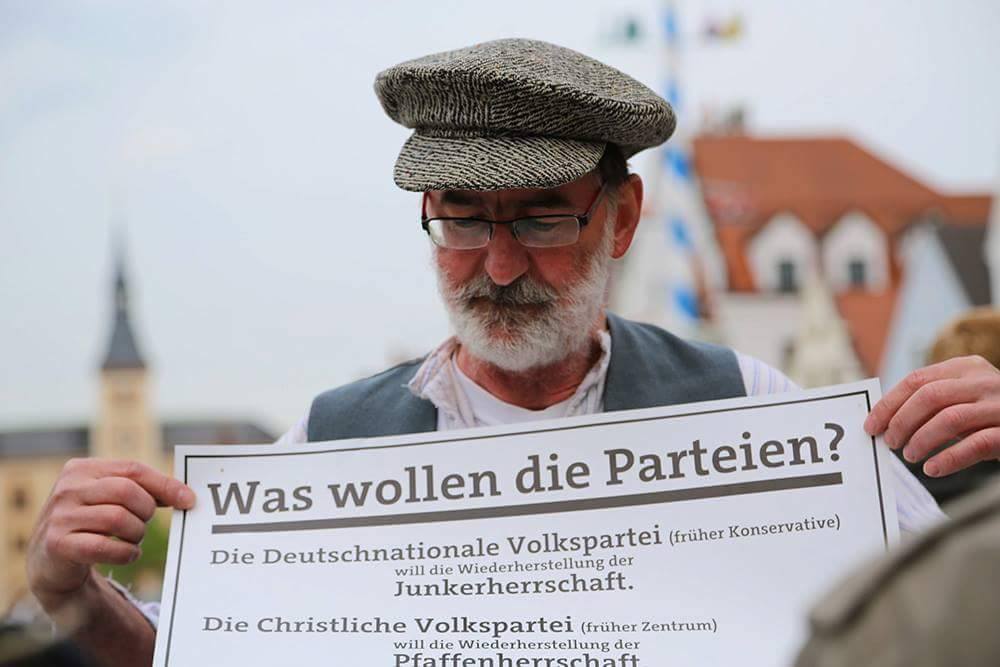 Was wollen die Parteien?
Die Deutschnationale Volkspartei (früher Konservative)
will die Wiederherstellung der
Junkerherrschaft.
Die Christliche Volkspartei (früher Zentrum)
will die Wiederherstellung der
Pfaffenherrschaft.